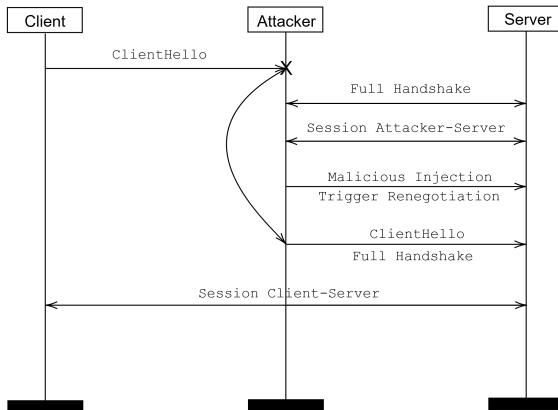 Client
Attacker
Server
ClientHello
X
Full Handshake
Session Attacker-Server
Malicious Injection
Trigger Renegotiation
ClientHello
Full Handshake
Session Client-Server